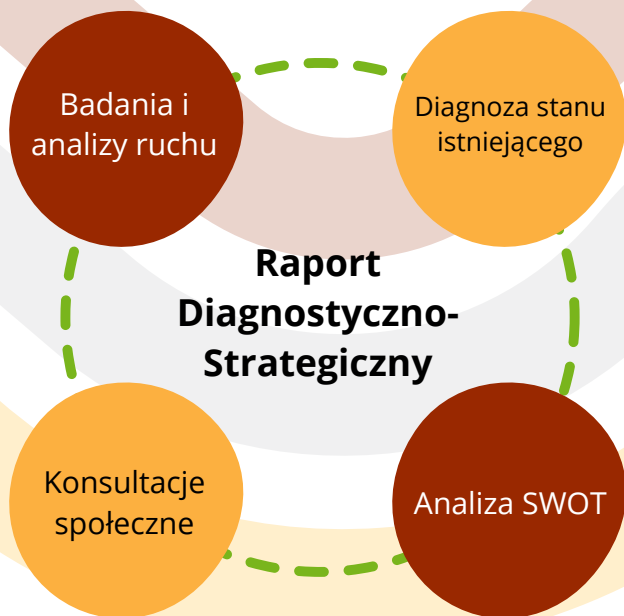 Badania i
analizy ruchu
Diagnoza stanu
istniejącego
Raport
Diagnostyczno-
Strategiczny
Konsultacje
społeczne
Analiza SWOT